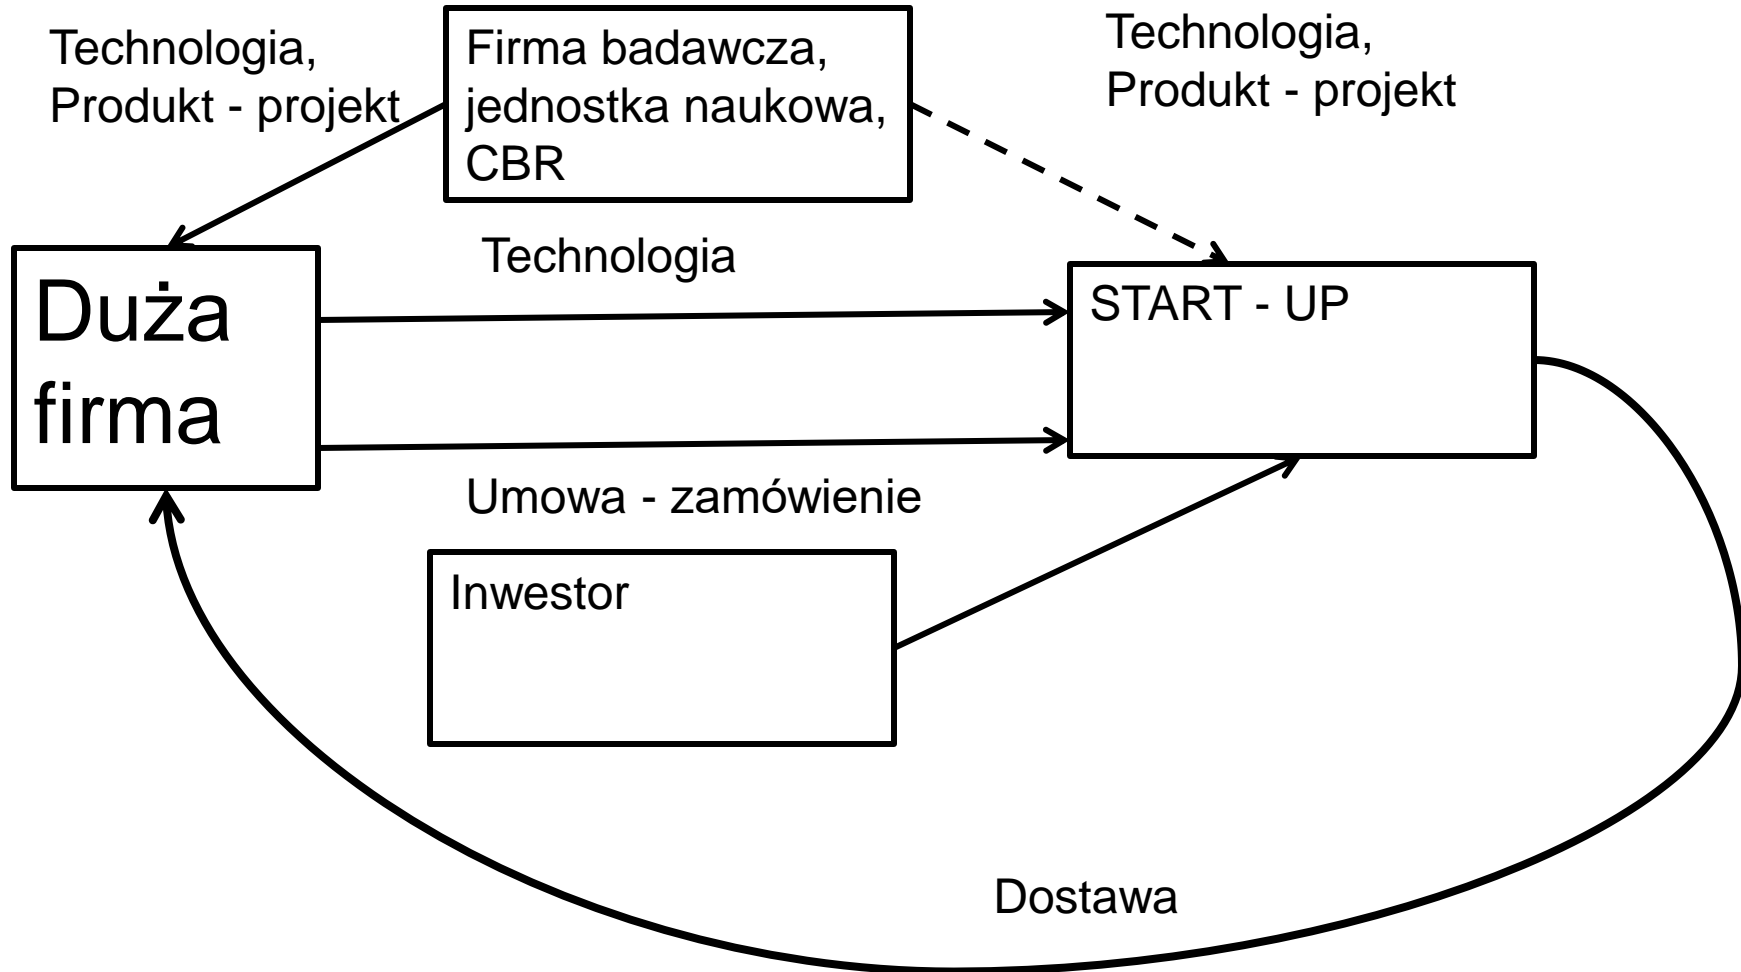 Technologia,
Produkt - projekt
Firma badawcza,
jednostka naukowa,
CBR
Technologia,
Produkt - projekt
Technologia
Duża
firma
START - UP
Umowa - zamówienie
Inwestor
Dostawa